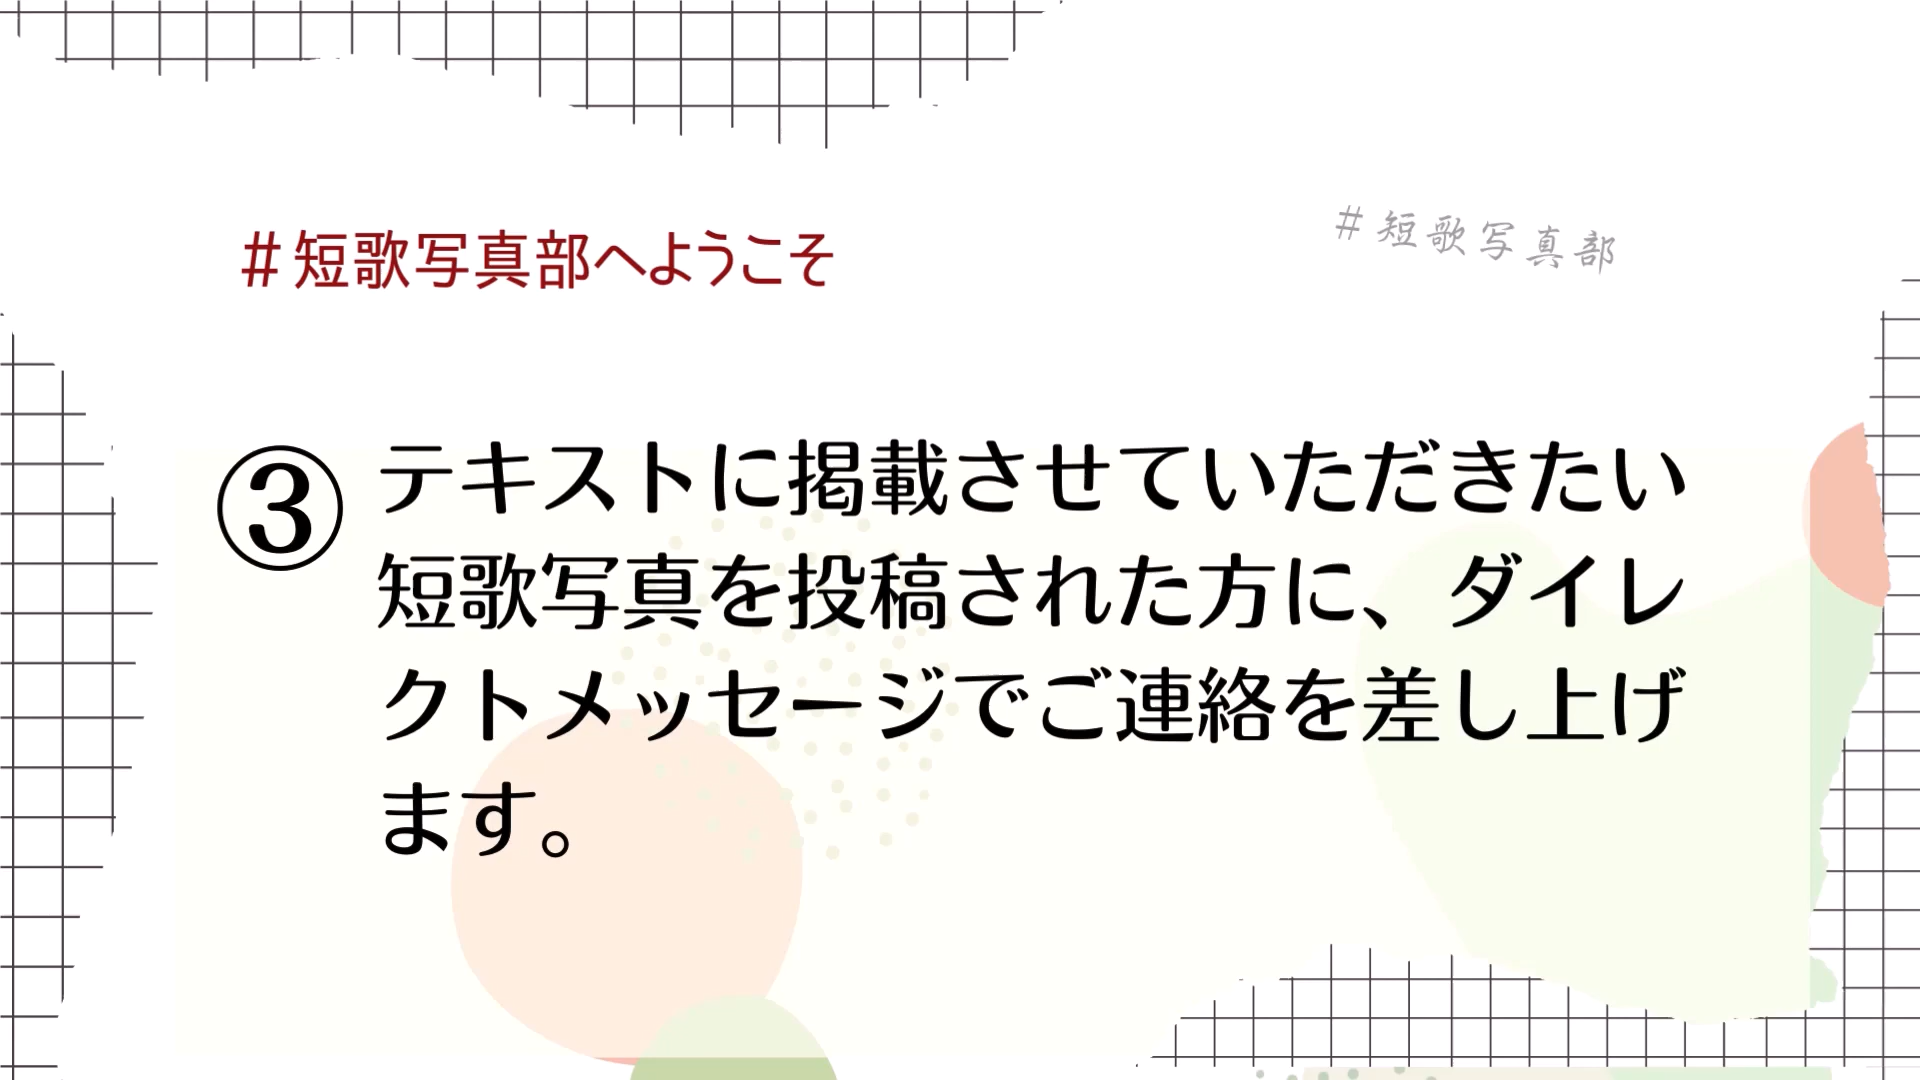 #短歌写真部へようこそ
#短歌写真部
③ テキストに掲載させていただきたい
短歌写真を投稿された方に、ダイレ
クトメッセージでご連絡を差し上げ
ます。